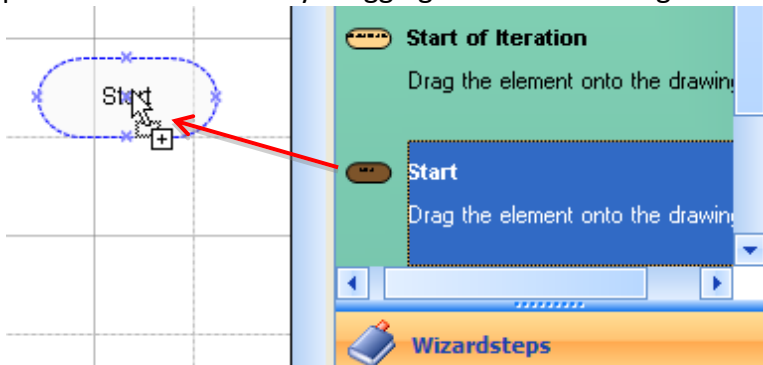 Start of Iteration
Drag the element onto the drawing
Start
Start
Drag the element onto the drawing
Wizardsteps